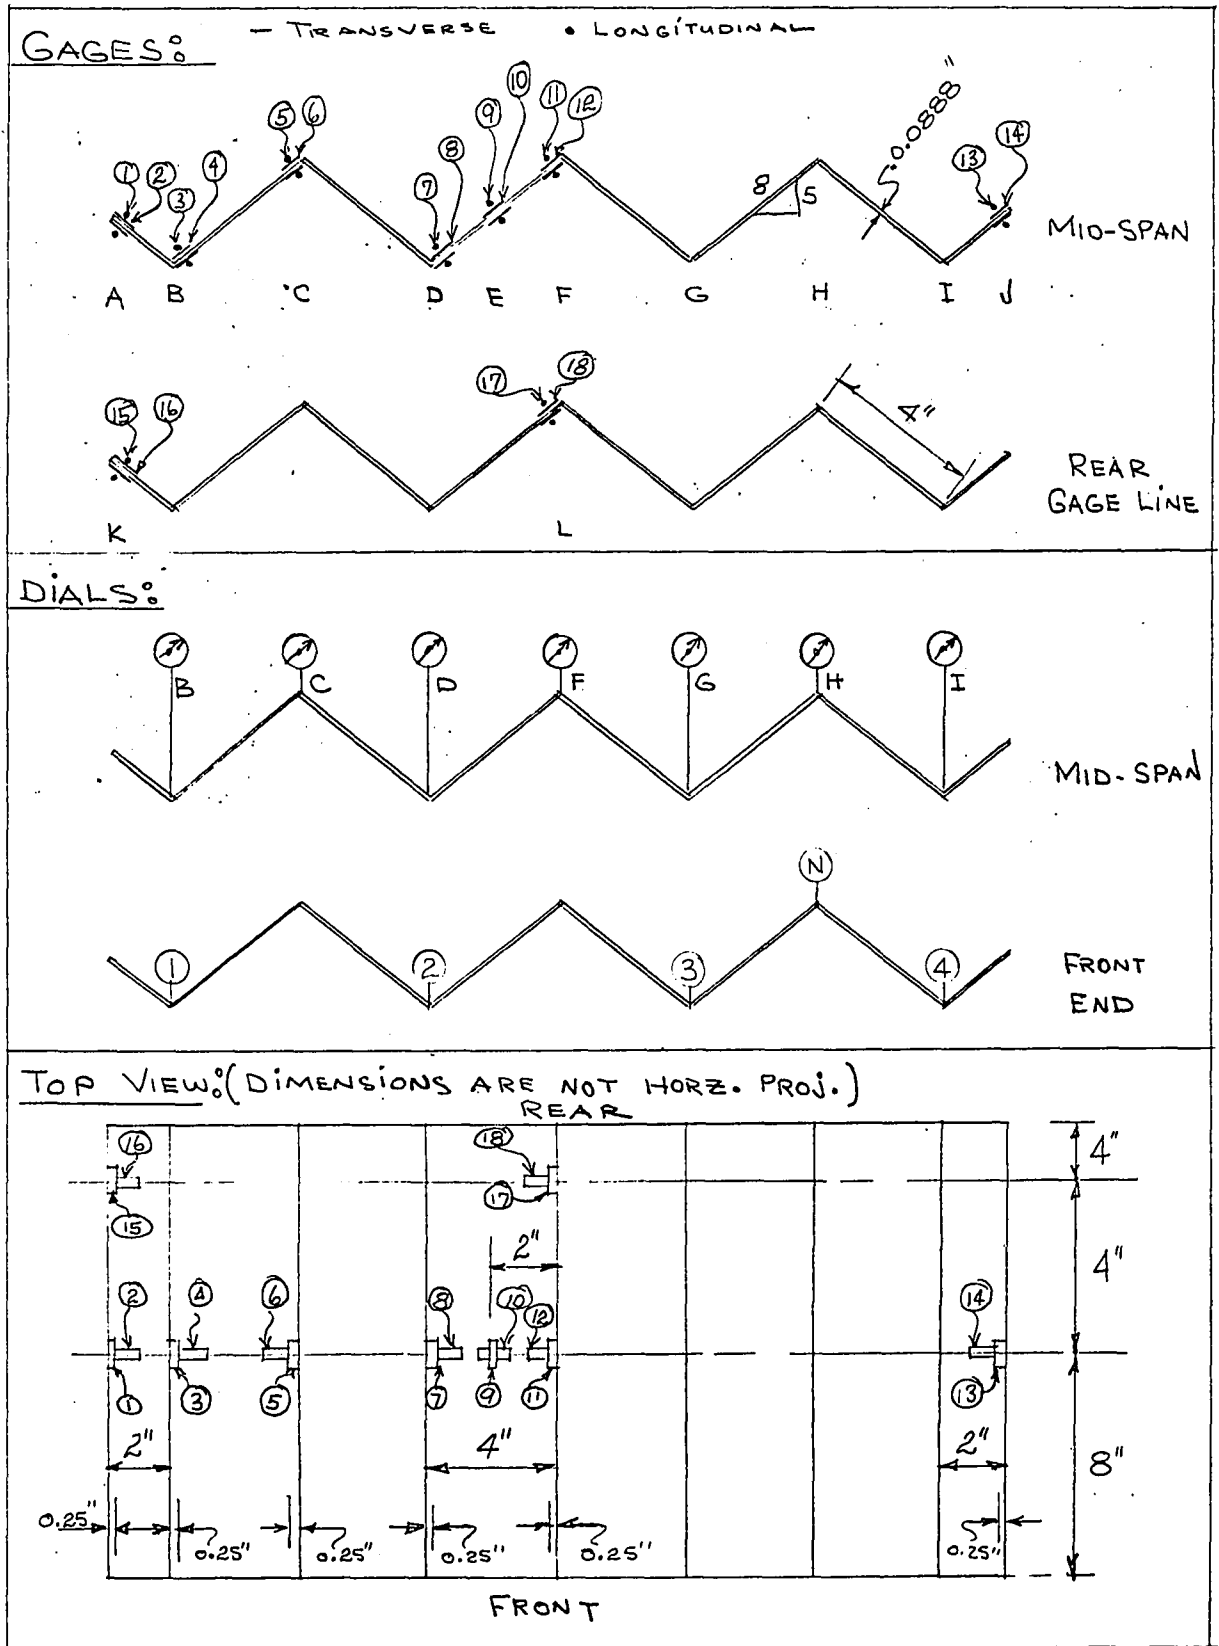 GAGES:
— TRANSVERSE • LONGITUDINAL
1 2 3 4 5 6 7 8 9 10 11 12 13 14
8
5
0.0888"
MID-SPAN
A B C D E F G H I J
15 16 17 18
4"
REAR
GAGE LINE
K L
DIALS:
B C D F G H I
MID-SPAN
N
1 2 3 4
FRONT
END
TOP VIEW: (DIMENSIONS ARE NOT HORZ. PROJ.)
REAR
16 18
4"
15 17
2"
4"
2 4 6 8 10 12 14
1 3 5 7 9 11 13
2" 4" 2"
8"
0.25" 0.25" 0.25" 0.25" 0.25" 0.25"
FRONT